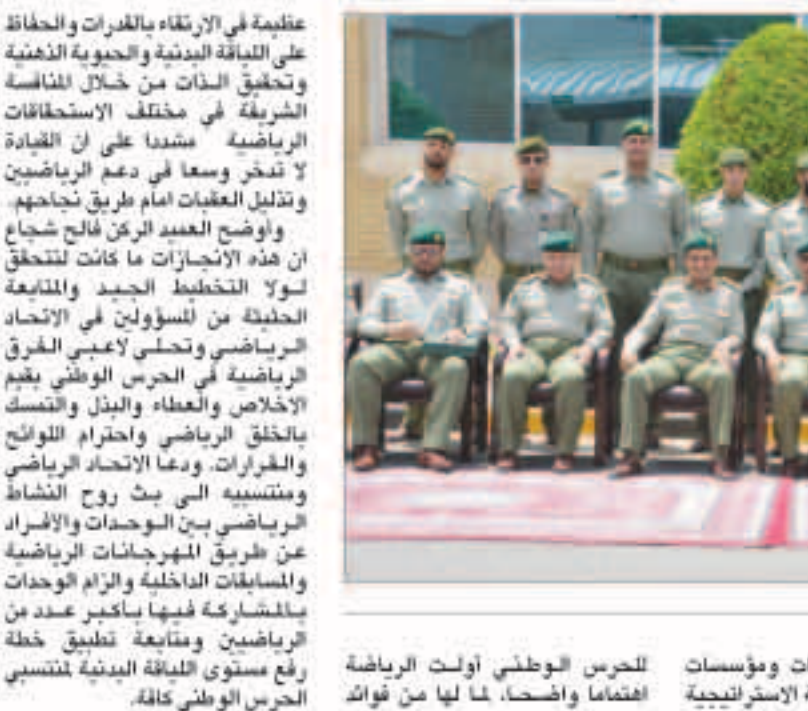 ات ومؤسسات
ة الاستراتيجية
للحرس الوطني أولت الرياضة
اهتماما واضحا، لما لها من فوائد
عظيمة في الارتقاء بالقدرات والحفاظ
على اللياقة البدنية والحيوية الذهنية
وتحقيق الذات من خلال المنافسة
الشريفة في مختلف الاستحقاقات
الرياضية مشددا على ان القيادة
لا تدخر وسعا في دعم الرياضيين
وتذليل العقبات امام طريق نجاحهم.
وأوضح العميد الركن فالح شجاع
ان هذه الانجازات ما كانت لتتحقق
لولا التخطيط الجيد والمتابعة
الحثيثة من المسؤولين في الاتحاد
الرياضي وتحلي لاعبي الفرق
الرياضية في الحرس الوطني بقيم
الاخلاص والعطاء والبذل والتمسك
بالخلق الرياضي واحترام اللوائح
والقرارات. ودعا الاتحاد الرياضي
ومنتسبيه الى بث روح النشاط
الرياضي بين الوحدات والافراد
عن طريق المهرجانات الرياضية
والمسابقات الداخلية والزام الوحدات
بالمشاركة فيها بأكبر عدد من
الرياضيين ومتابعة تطبيق خطة
رفع مستوى اللياقة البدنية لمنتسبي
الحرس الوطني كافة.